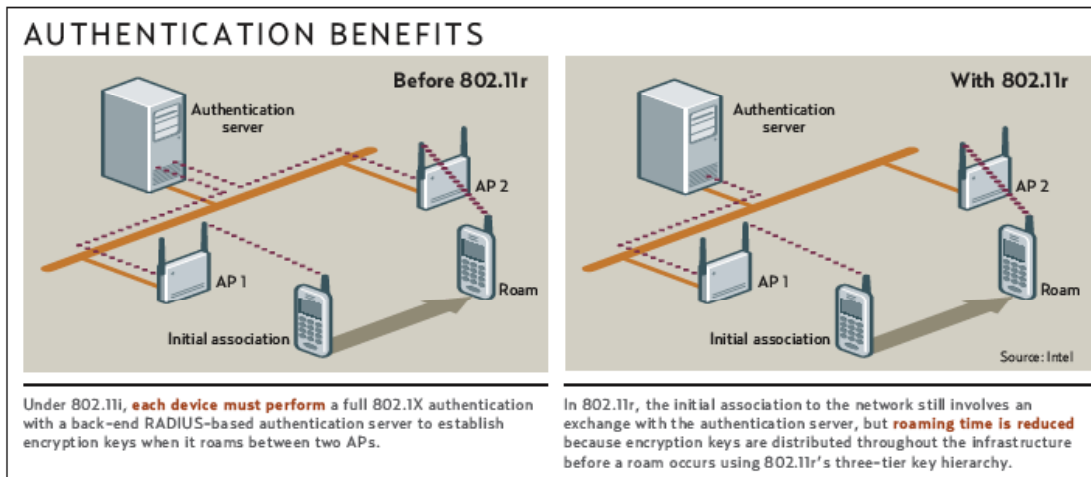 AUTHENTICATION BENEFITS
Before 802.11r
Authentication
server
AP 2
AP 1
Roam
Initial association
Under 802.11i, each device must perform a full 802.1X authentication
with a back-end RADIUS-based authentication server to establish
encryption keys when it roams between two APs.
With 802.11r
Authentication
server
AP 2
AP 1
Roam
Initial association
Source: Intel
In 802.11r, the initial association to the network still involves an
exchange with the authentication server, but roaming time is reduced
because encryption keys are distributed throughout the infrastructure
before a roam occurs using 802.11r's three-tier key hierarchy.